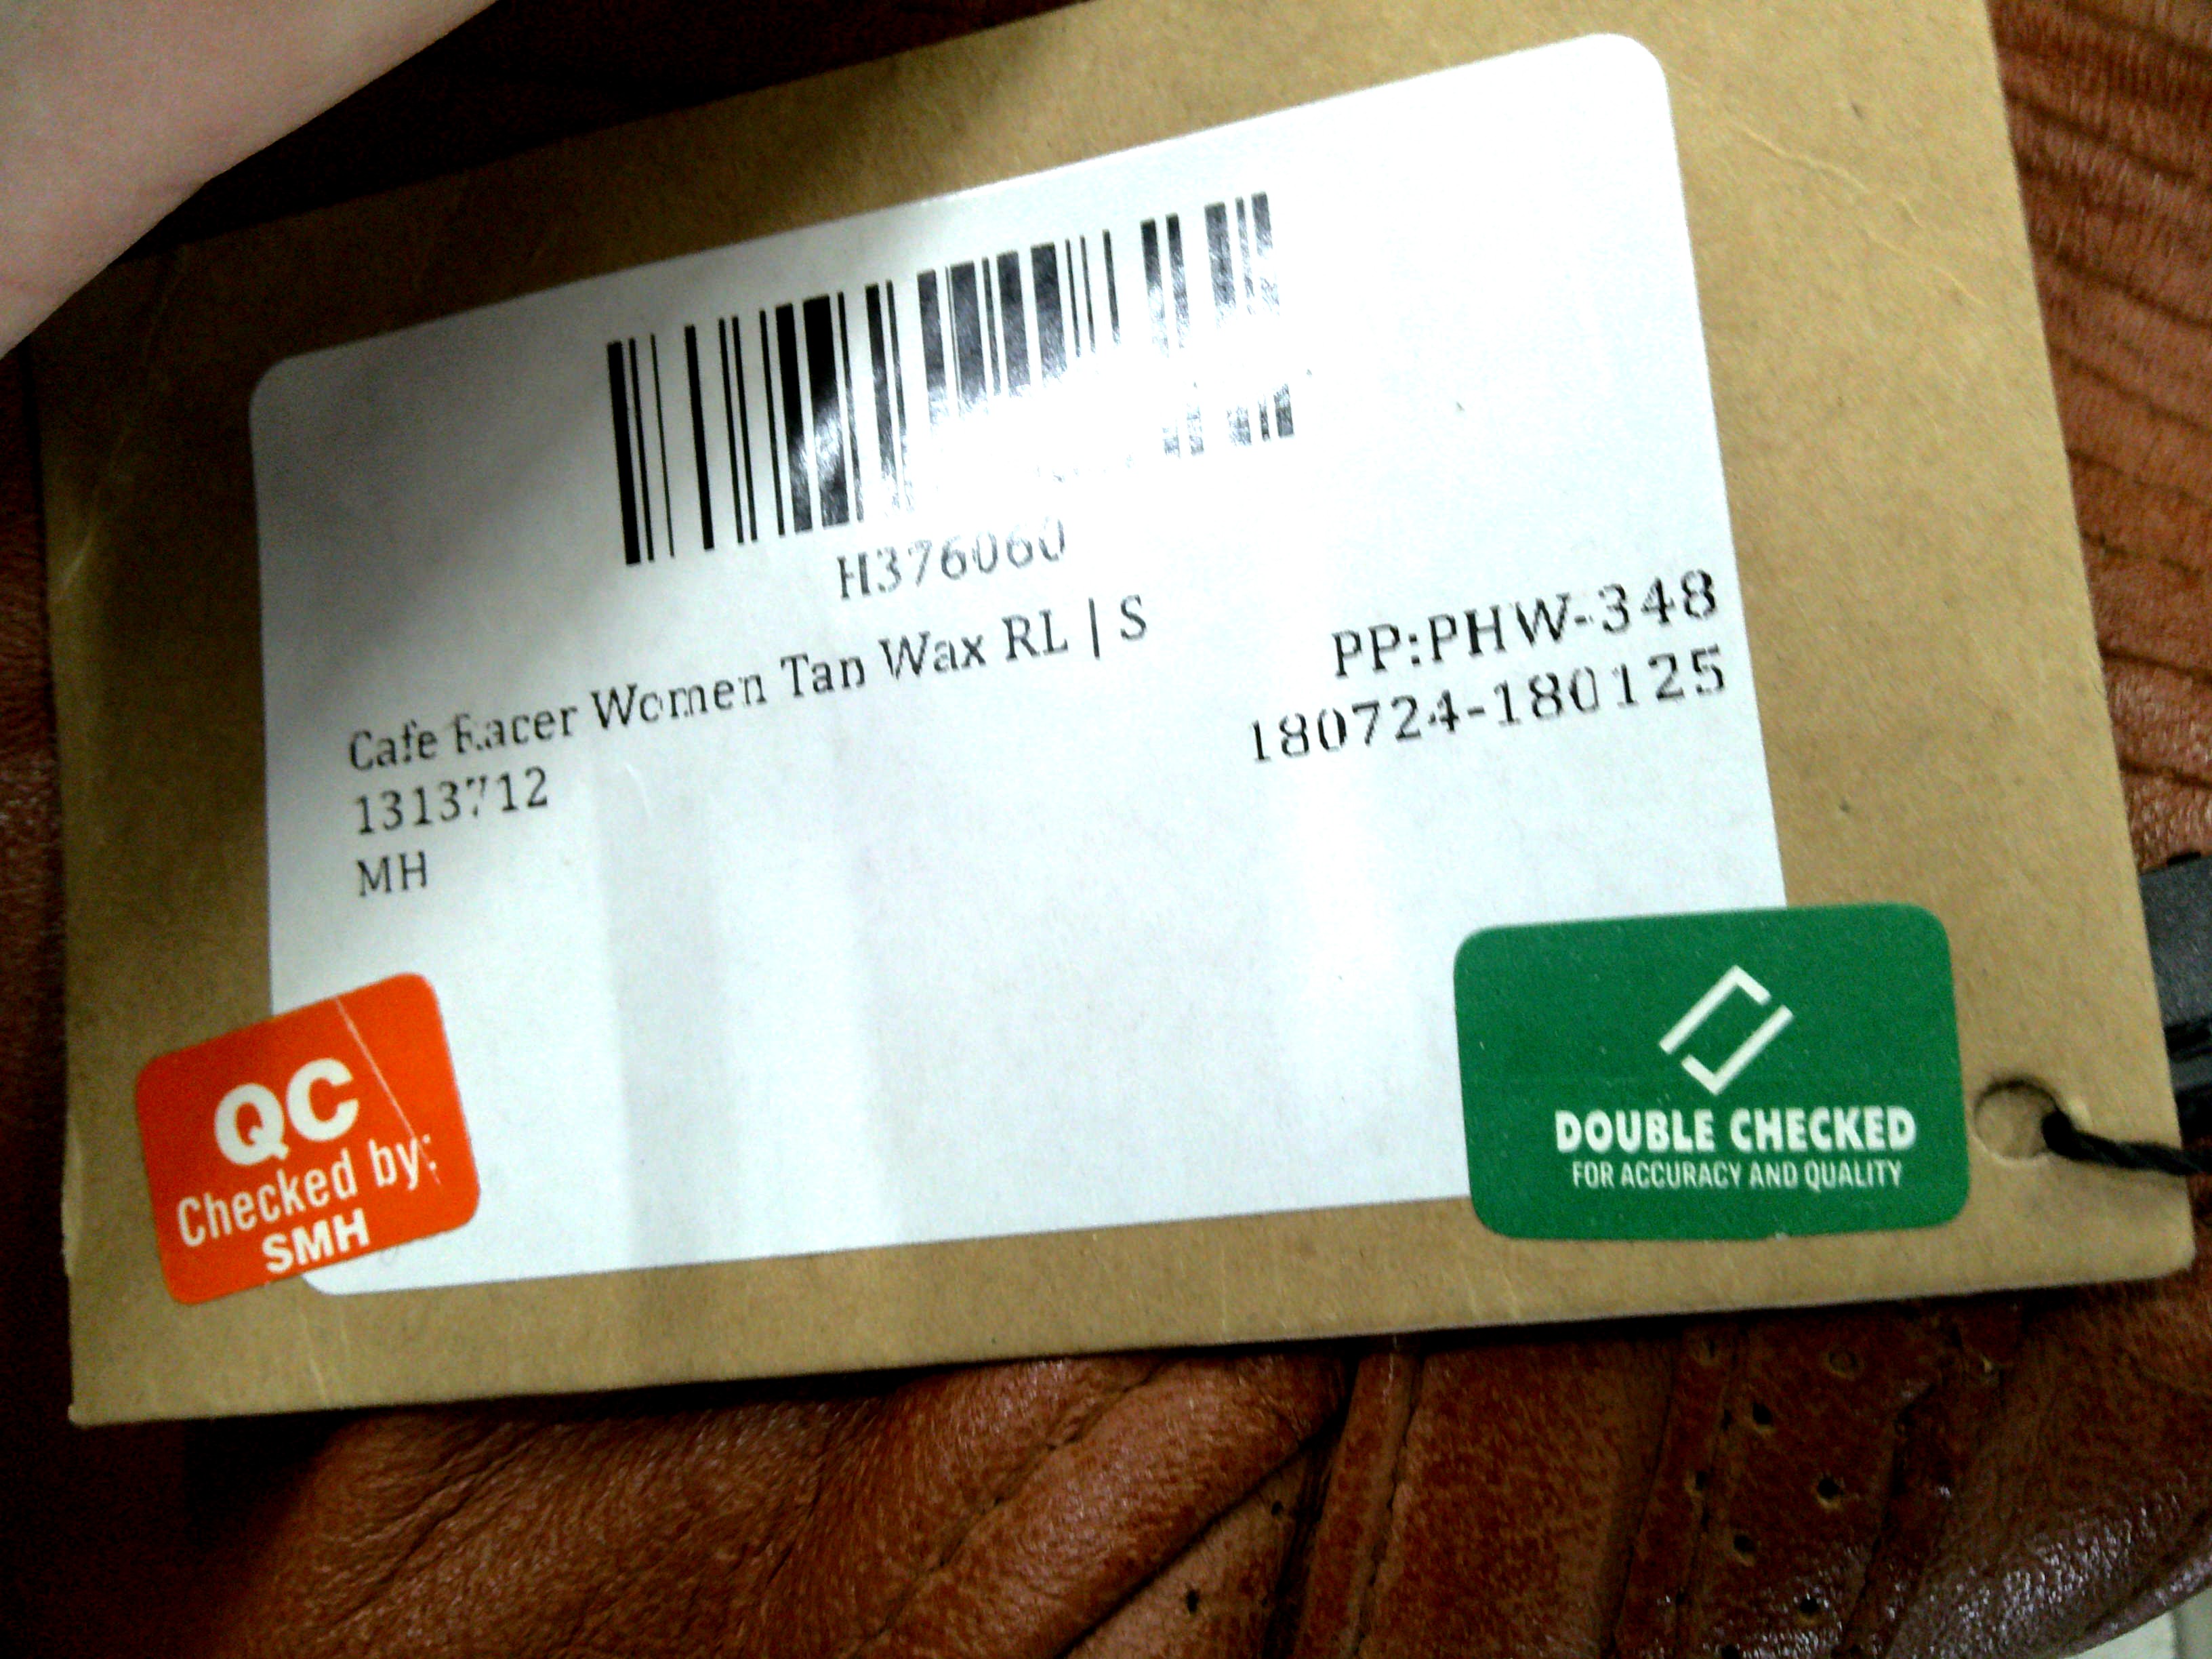 H376060
Cafe Racer Women Tan Wax RL | S
1313712
MH
PP:PHW-348
180724-180125
QC
Checked by:
SMH
DOUBLE CHECKED
FOR ACCURACY AND QUALITY